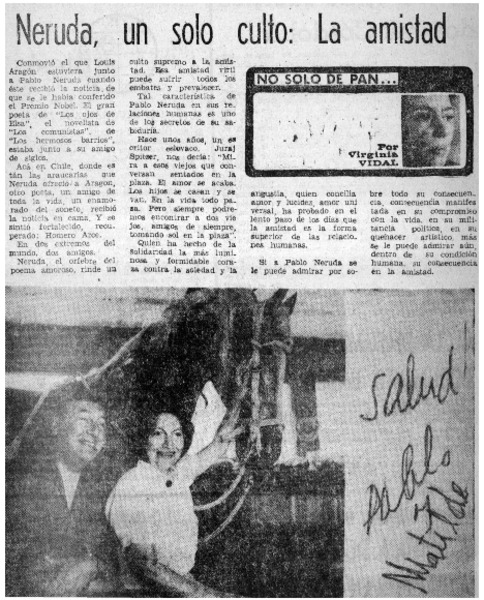 Neruda, un solo culto: La amistad
Conmovió el que Louis
Aragón estuviera junto
a Pablo Neruda cuando
éste recibió la noticia de
que se le había conferido
el Premio Nobel. El gran
poeta de "Los ojos de
Elsa", el novelista de
"Los comunistas", de
"Los hermosos barrios",
estaba junto a su amigo
de siglos.
Acá en Chile, donde es-
tán las araucarias que
Neruda ofrendó a Aragón,
otro poeta, un amigo de
toda la vida, un enamo-
rado del soneto, recibió
la noticia en cama. Y se
sintió fortalecido, recu-
perado: Homero Arce.
En dos extremos del
mundo, dos amigos.
Neruda, el orfebre del
poema amoroso, rinde un
culto supremo a la amis-
tad. Esa amistad viril
puede sufrir todos los
embates y prevalecer.
Tal característica de
Pablo Neruda en sus re-
laciones humanas es uno
de los secretos de su sa-
biduría.
Hace unos años, un es-
critor eslovaco, Juraj
Spitzer, nos decía: "Mi-
ra a esos viejos que con-
versan sentados en la
plaza. El amor se acaba.
Los hijos se casan y se
van. En la vida todo pa-
sa. Pero siempre podre-
mos encontrar a dos vie-
jos, amigos de siempre,
tomando sol en la plaza".
Quien ha hecho de la
solidaridad la más lumi-
nosa y formidable cora-
za contra la soledad y la
NO SOLO DE PAN...
Por
Virginia
VIDAL
angustia, quien concilia
amor y lucidez, amor uni-
versal, ha probado en el
lento paso de los días que
la amistad es la forma
superior de las relacio-
nes humanas.
Si a Pablo Neruda se
le puede admirar por so-
bre todo su consecuen-
cia, consecuencia manifes-
tada en su compromiso
con la vida, en su mili-
tancia política, en su
quehacer artístico, más
se le puede admirar aún,
dentro de su condición
humana, su consecuencia
en la amistad.
Salud!
Pablo
y
Matilde